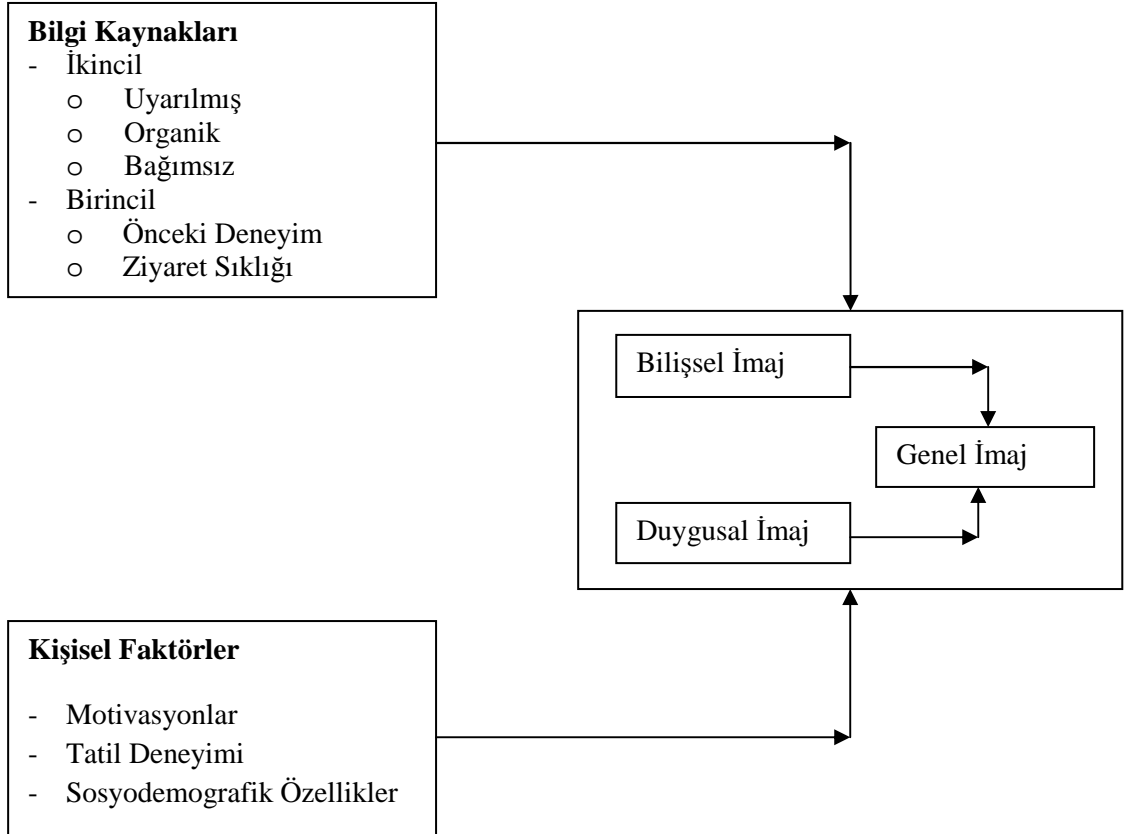 Bilgi Kaynakları
- İkincil
o Uyarılmış
o Organik
o Bağımsız
- Birincil
o Önceki Deneyim
o Ziyaret Sıklığı
Bilişsel İmaj
Genel İmaj
Duygusal İmaj
Kişisel Faktörler
- Motivasyonlar
- Tatil Deneyimi
- Sosyodemografik Özellikler